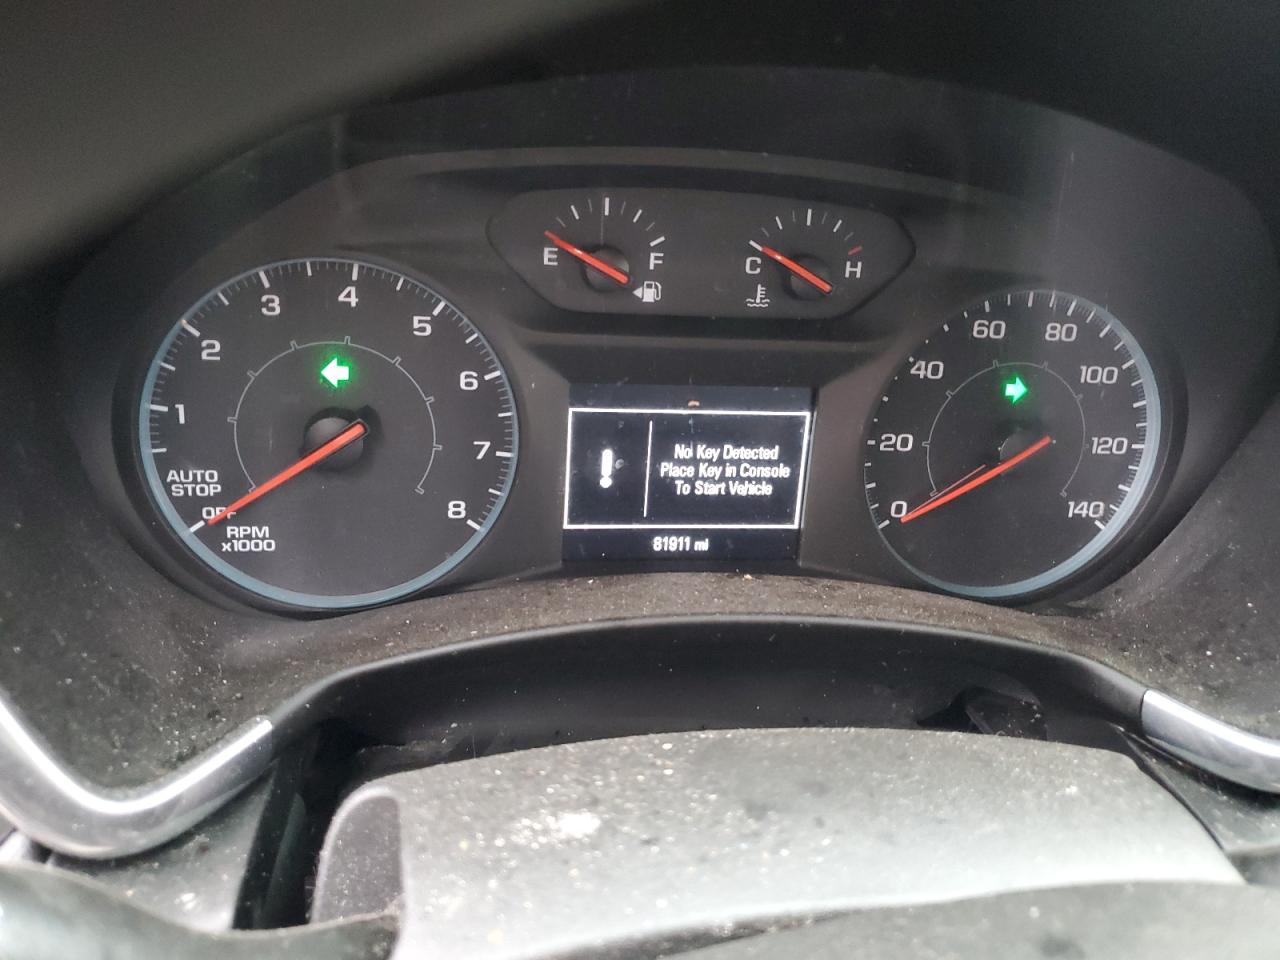 E
F
C
H
1
2
3
4
5
6
7
8
AUTO
STOP
OFF
RPM
x1000
No Key Detected
Place Key in Console
To Start Vehicle
81911 mi
0
20
40
60
80
100
120
140